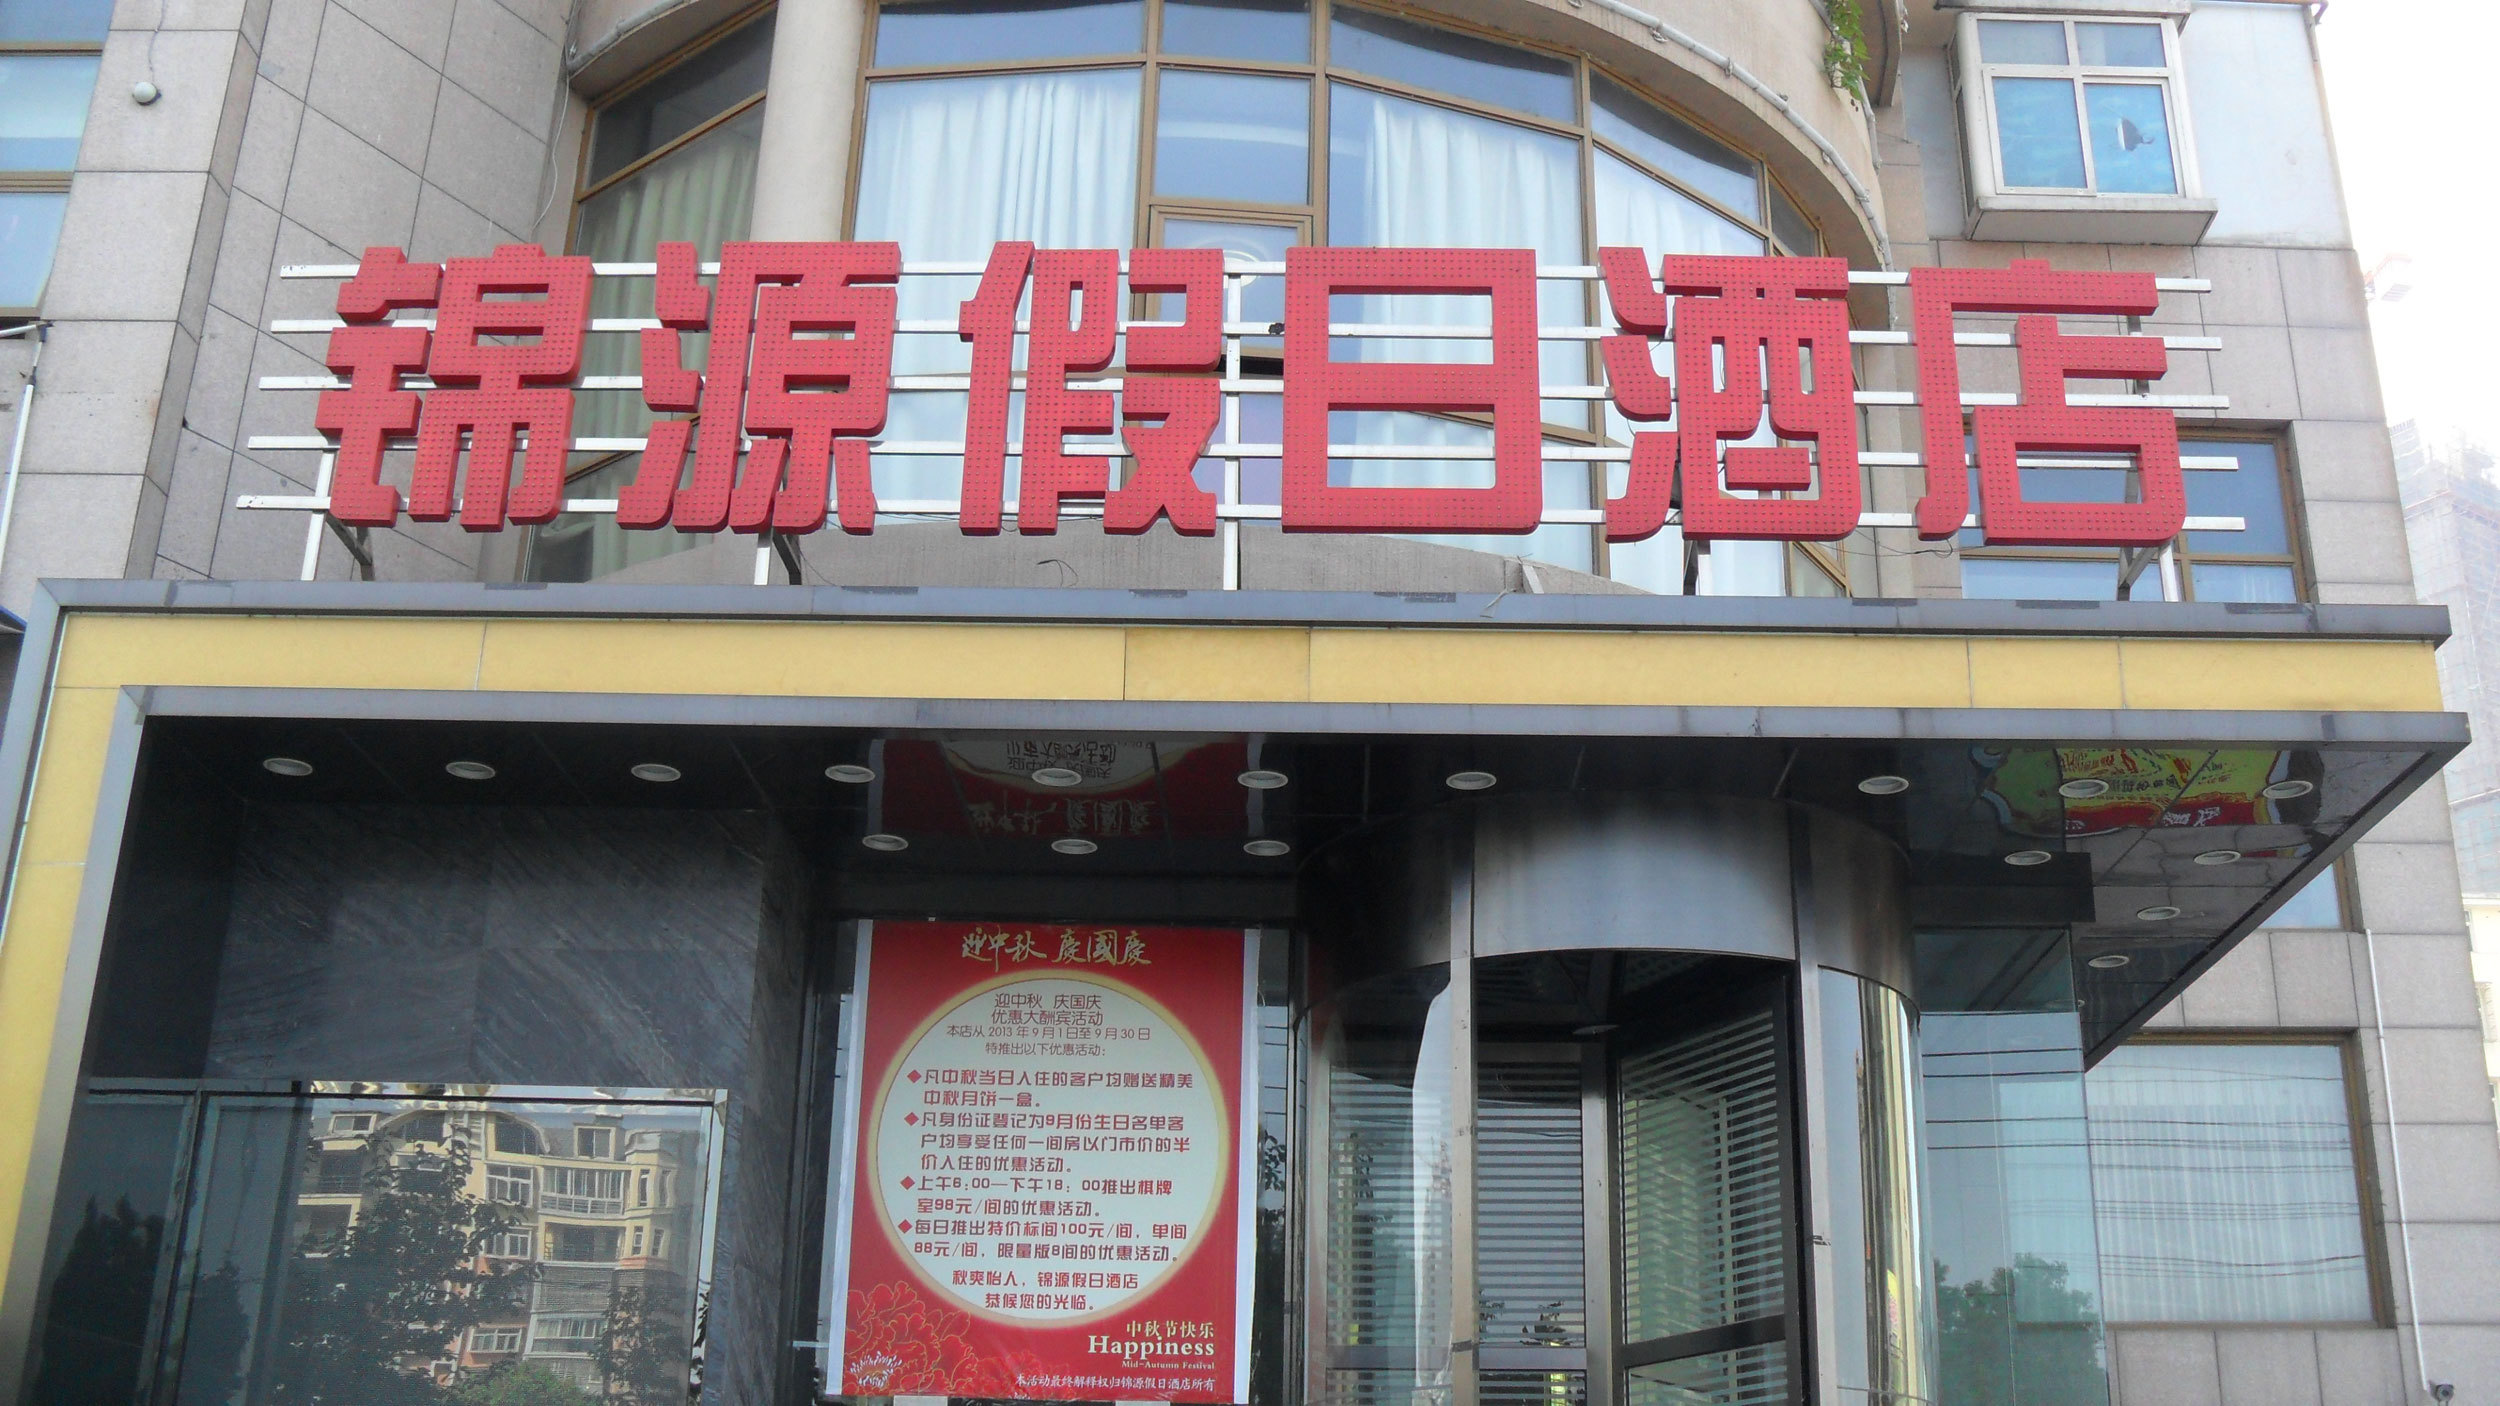 锦源假日酒店
迎中秋 慶國慶
迎中秋 庆国庆
优惠大酬宾活动
本店从2013年9月1日至9月30日
特推出以下优惠活动：
◆凡中秋当日入住的客户均赠送精美
中秋月饼一盒。
◆凡身份证登记为9月份生日名单客
户均享受任何一间房以门市价的半
价入住的优惠活动。
◆上午6:00—下午18:00推出棋牌
室98元/间的优惠活动。
◆每日推出特价标间100元/间，单间
88元/间，限量版8间的优惠活动。
秋爽怡人，锦源假日酒店
恭候您的光临。
中秋节快乐
Happiness
Mid-Autumn Festival
本活动最终解释权归锦源假日酒店所有